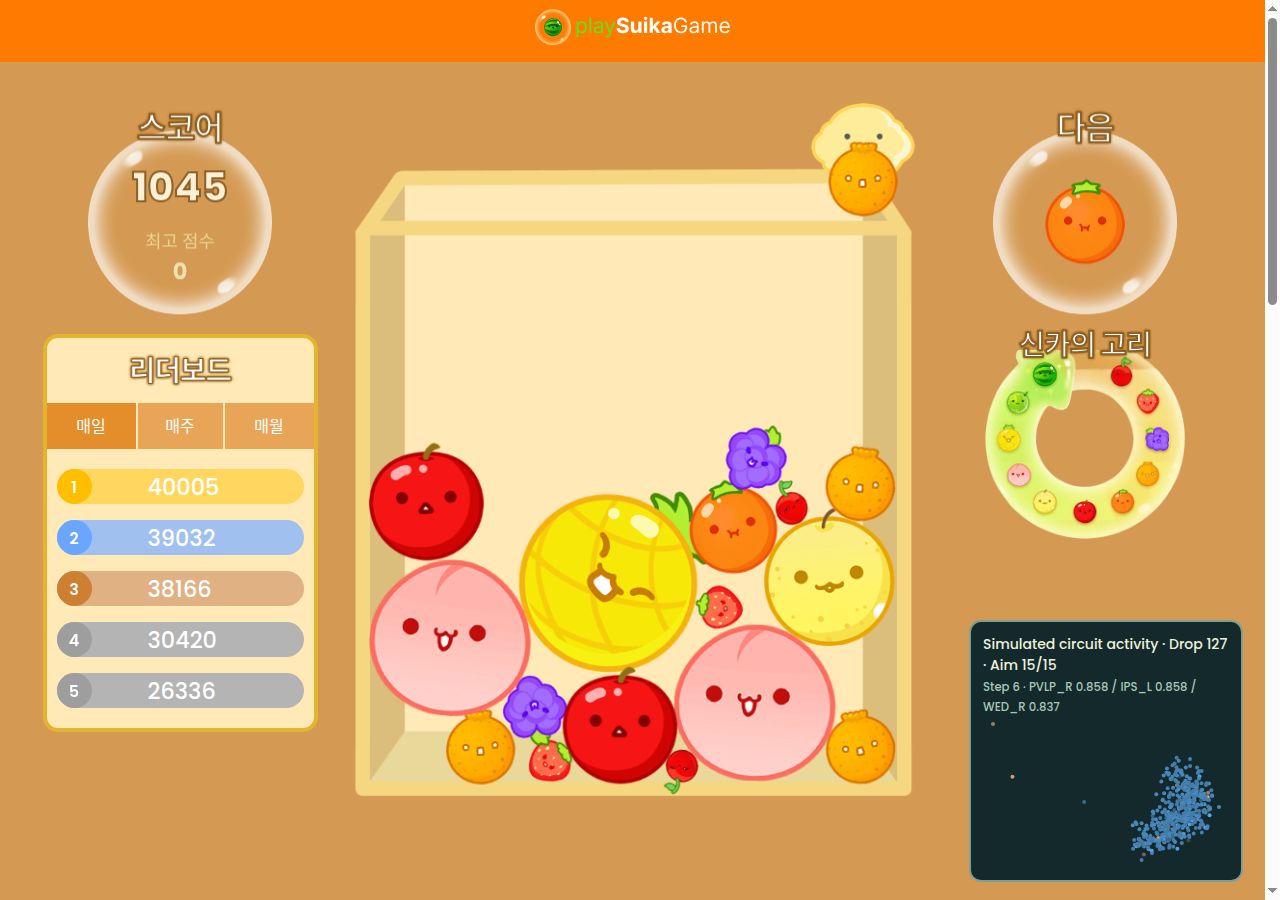 playSuikaGame
스코어
1045
최고 점수
0
다음
신카의 고리
리더보드
매일 매주 매월
1 40005
2 39032
3 38166
4 30420
5 26336
Simulated circuit activity · Drop 127
· Aim 15/15
Step 6 · PVLP_R 0.858 / IPS_L 0.858 /
WED_R 0.837